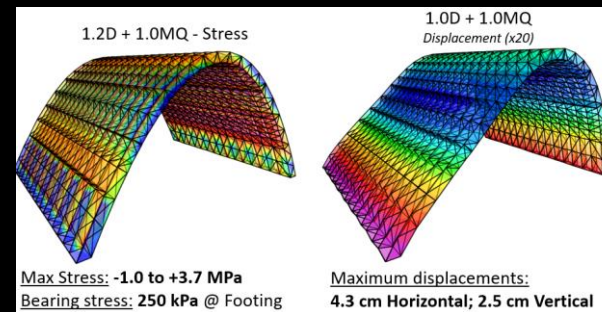 1.2D + 1.0MQ - Stress
Max Stress: -1.0 to +3.7 MPa
Bearing stress: 250 kPa @ Footing
1.0D + 1.0MQ
Displacement (x20)
Maximum displacements:
4.3 cm Horizontal; 2.5 cm Vertical